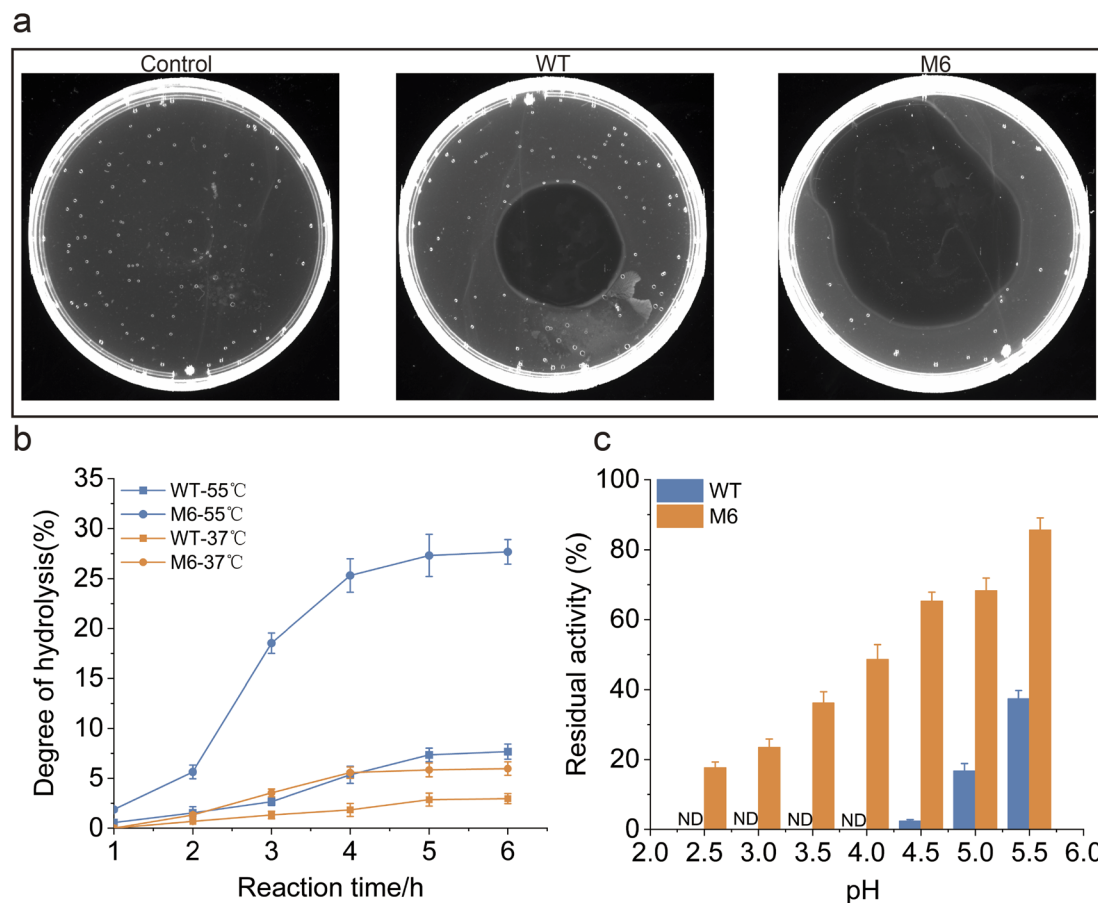 a
Control WT M6
b
Degree of hydrolysis(%)
35
30
25
20
15
10
5
0
WT-55℃
M6-55℃
WT-37℃
M6-37℃
1 2 3 4 5 6
Reaction time/h
c
Residual activity (%)
100
80
60
40
20
0
WT
M6
ND ND ND ND
2.0 2.5 3.0 3.5 4.0 4.5 5.0 5.5 6.0
pH